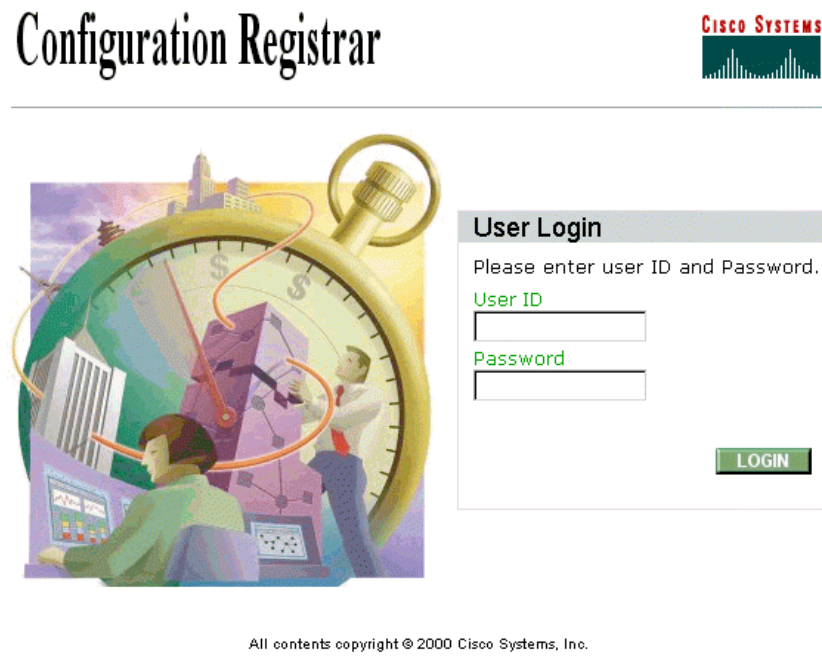 Configuration Registrar
CISCO SYSTEMS
User Login
Please enter user ID and Password.
User ID
Password
LOGIN
$ $
All contents copyright © 2000 Cisco Systems, Inc.